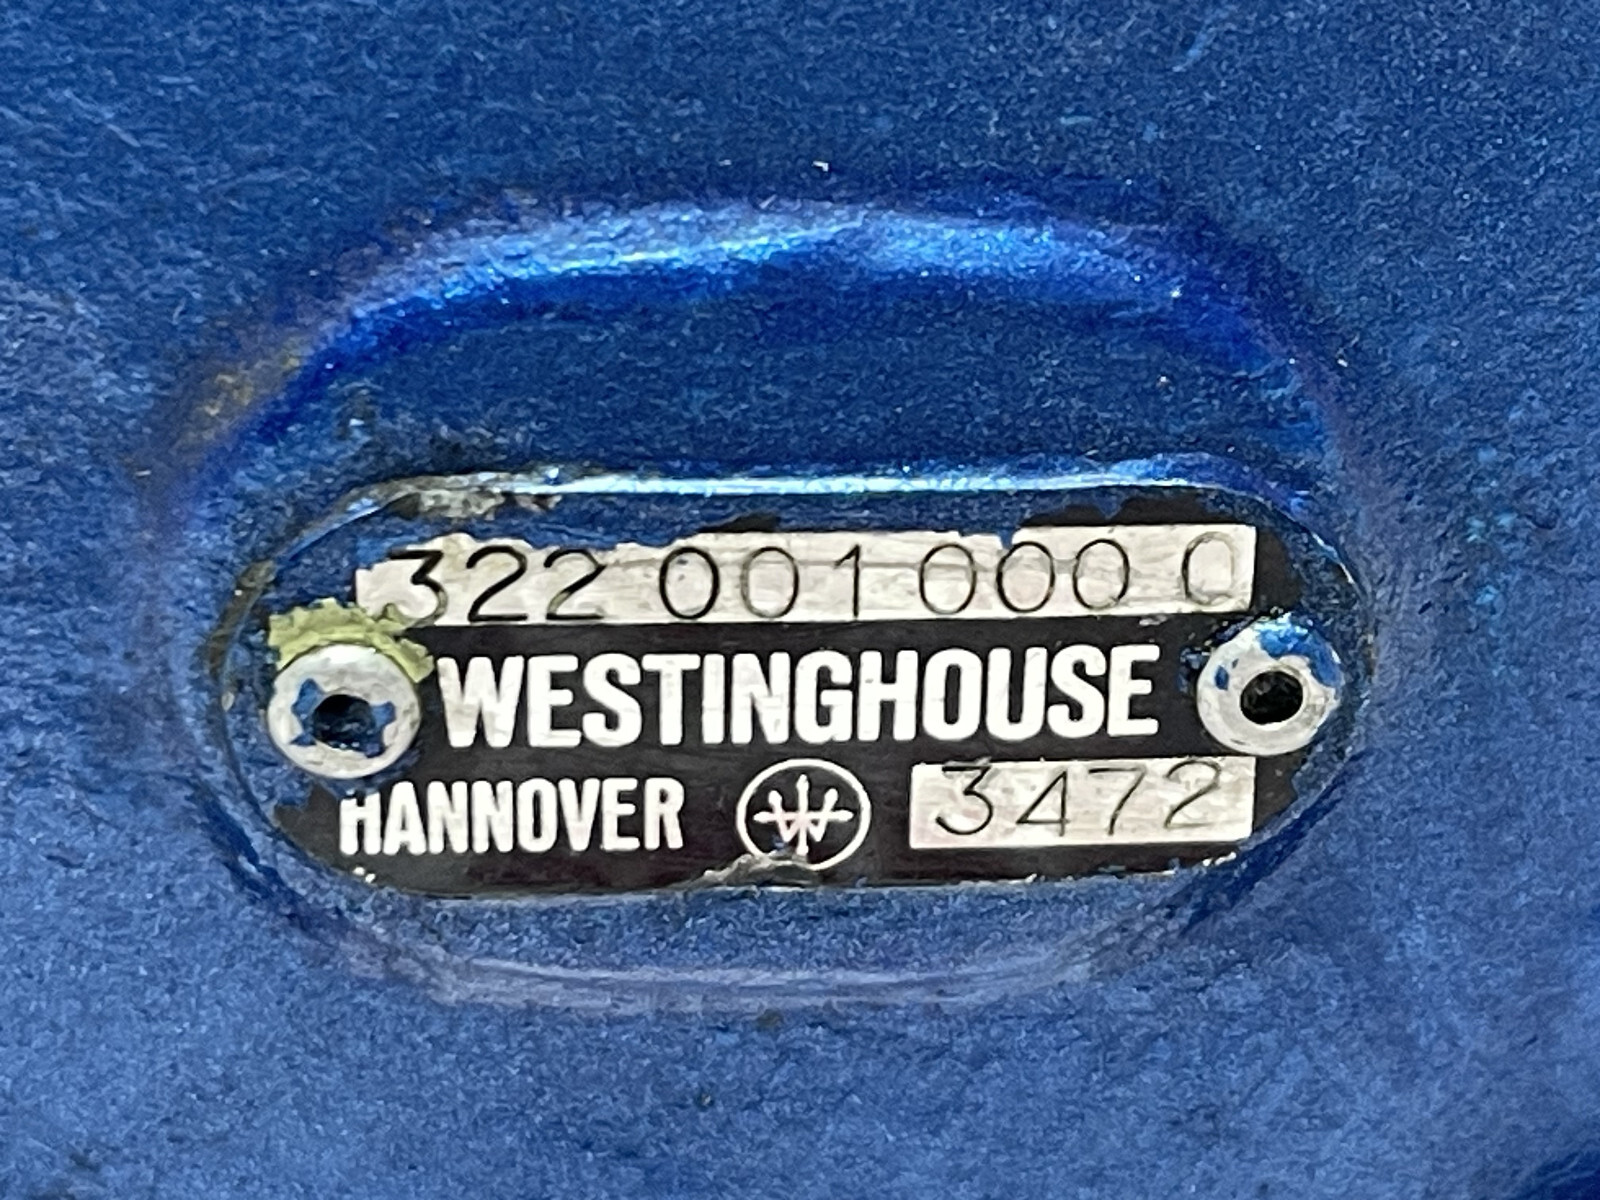 322 001 000 0
WESTINGHOUSE
HANNOVER W 3472